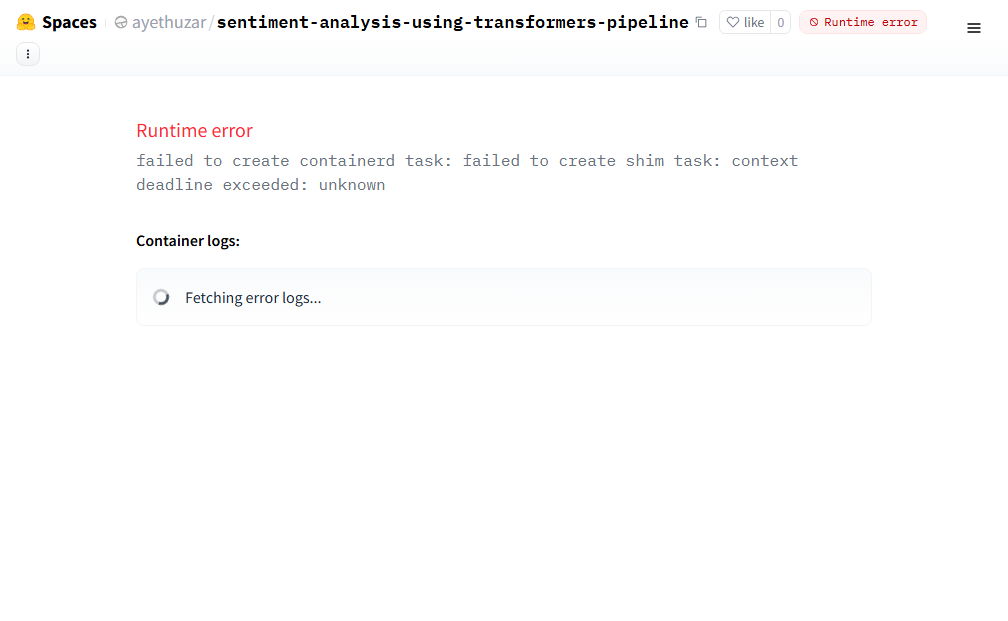 Spaces ayethuzar/sentiment-analysis-using-transformers-pipeline like 0 Runtime error
Runtime error
failed to create containerd task: failed to create shim task: context
deadline exceeded: unknown
Container logs:
Fetching error logs...